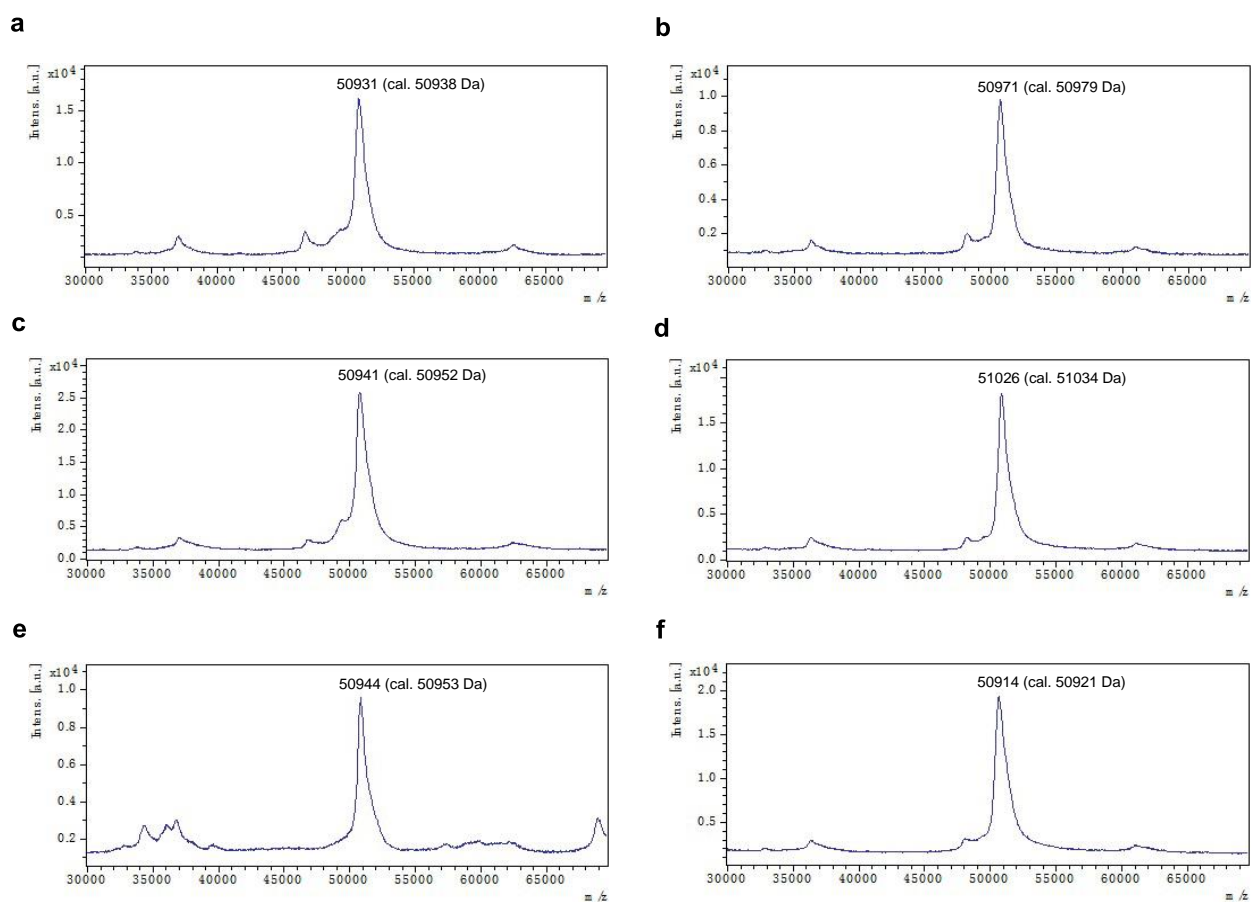 a
x10⁴
Intens. [a.u.]
50931 (cal. 50938 Da)
1.5
1.0
0.5
30000 35000 40000 45000 50000 55000 60000 65000
m/z
b
x10⁴
Intens. [a.u.]
50971 (cal. 50979 Da)
1.0
0.8
0.6
0.4
0.2
30000 35000 40000 45000 50000 55000 60000 65000
m/z
c
x10⁴
Intens. [a.u.]
50941 (cal. 50952 Da)
2.5
2.0
1.5
1.0
0.5
0.0
30000 35000 40000 45000 50000 55000 60000 65000
m/z
d
x10⁴
Intens. [a.u.]
51026 (cal. 51034 Da)
1.5
1.0
0.5
0.0
30000 35000 40000 45000 50000 55000 60000 65000
m/z
e
x10⁴
Intens. [a.u.]
50944 (cal. 50953 Da)
1.0
0.8
0.6
0.4
0.2
30000 35000 40000 45000 50000 55000 60000 65000
m/z
f
x10⁴
Intens. [a.u.]
50914 (cal. 50921 Da)
2.0
1.5
1.0
0.5
30000 35000 40000 45000 50000 55000 60000 65000
m/z